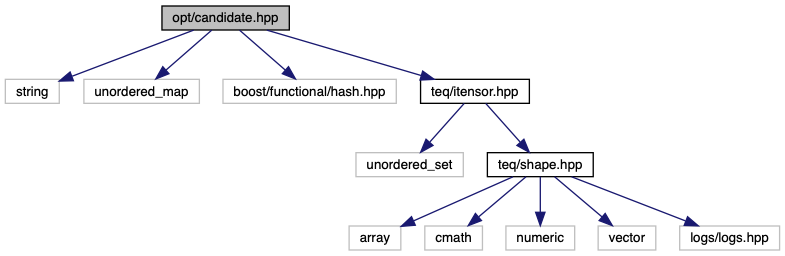 opt/candidate.hpp
string
unordered_map
boost/functional/hash.hpp
teq/itensor.hpp
unordered_set
teq/shape.hpp
array
cmath
numeric
vector
logs/logs.hpp